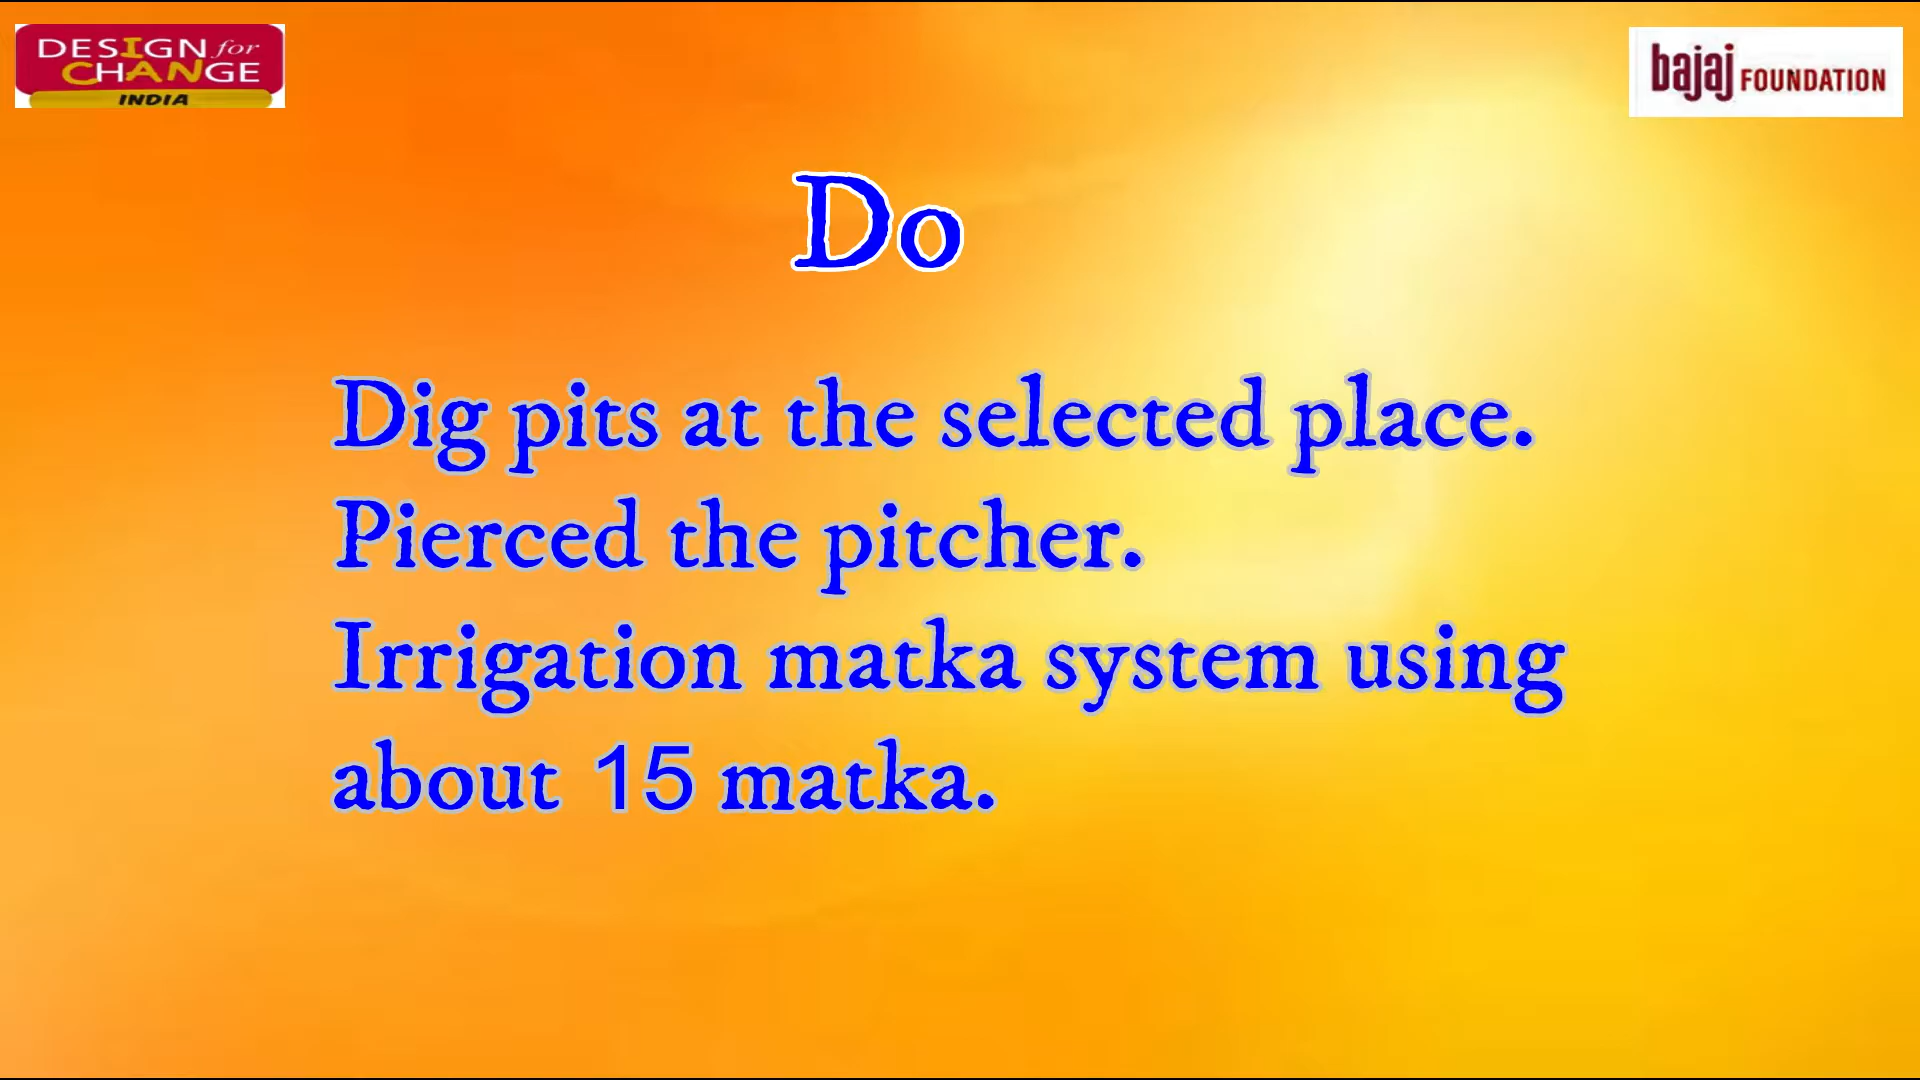 DESIGN for
CHANGE
INDIA
bajaj FOUNDATION
Do
Dig pits at the selected place.
Pierced the pitcher.
Irrigation matka system using
about 15 matka.